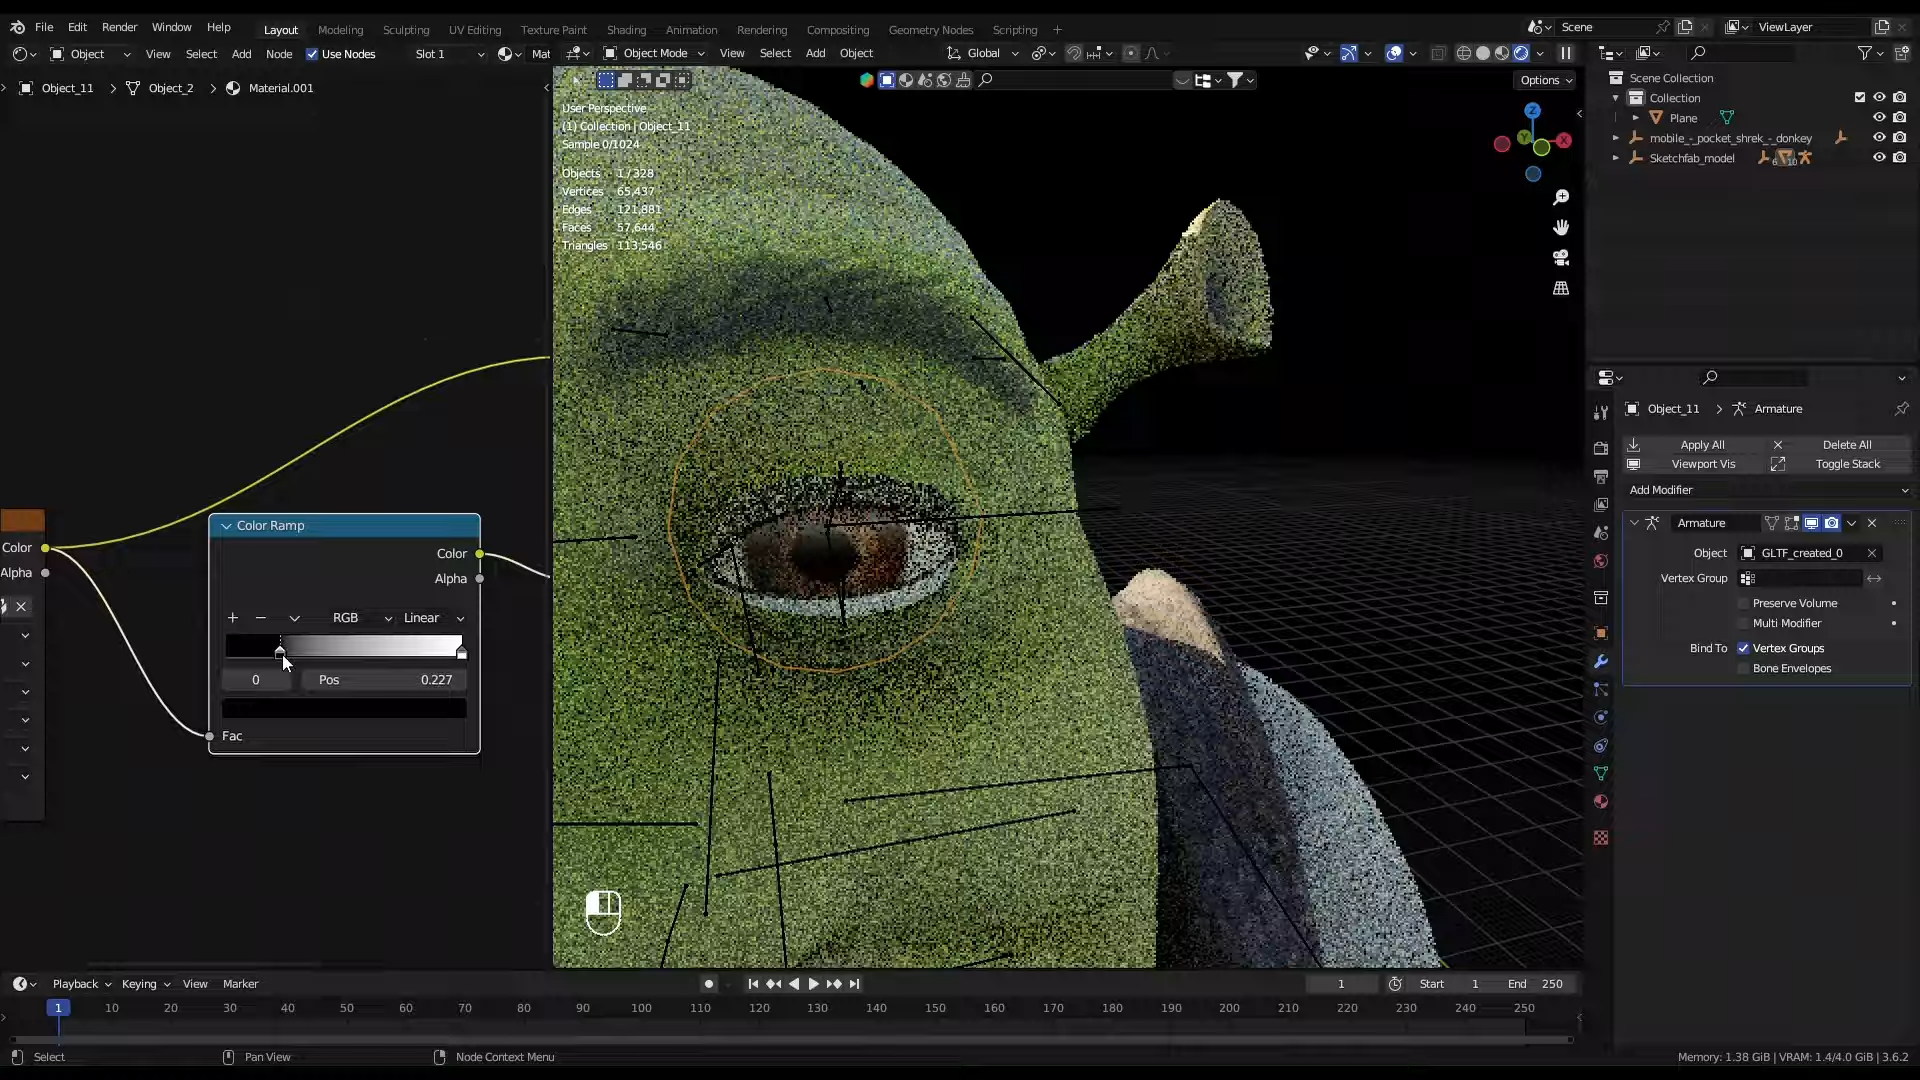 File Edit Render Window Help Layout Modeling Sculpting UV Editing Texture Paint Shading Animation Rendering Compositing Geometry Nodes Scripting + Scene ViewLayer
Object View Select Add Node Use Nodes Slot 1 Mat Object Mode View Select Add Object Global
Object_11 Object_2 Material.001
Options
User Perspective
(1) Collection | Object_11
Sample 0/1024
Objects 1/328
Vertices 65,437
Edges 121,881
Faces 57,644
Triangles 113,546
Z
Y
X
Scene Collection
Collection
Plane
mobile_-_pocket_shrek_-_donkey
Sketchfab_model
Object_11 Armature
Apply All Delete All
Viewport Vis Toggle Stack
Add Modifier
Armature
Object GLTF_created_0
Vertex Group
Preserve Volume
Multi Modifier
Bind To Vertex Groups
Bone Envelopes
Color
Alpha
Color Ramp
Color
Alpha
RGB Linear
0 Pos 0.227
Fac
Playback Keying View Marker 1 Start 1 End 250
1 10 20 30 40 50 60 70 80 90 100 110 120 130 140 150 160 170 180 190 200 210 220 230 240 250
Select Pan View Node Context Menu Memory: 1.38 GiB | VRAM: 1.4/4.0 GiB | 3.6.2